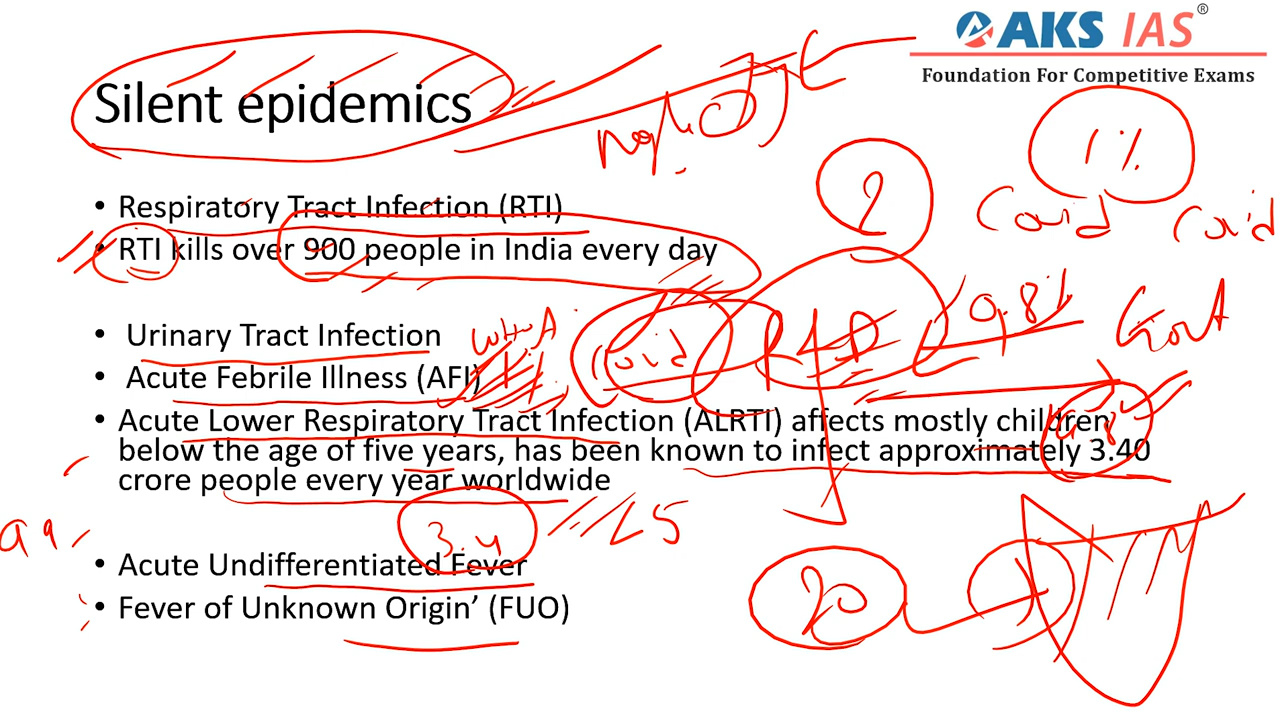 AKS IAS®
Foundation For Competitive Exams
Silent epidemics
1%
2
Covid Covid
• Respiratory Tract Infection (RTI)
• RTI kills over 900 people in India every day
• Urinary Tract Infection
• Acute Febrile Illness (AFI)
Covid R&D 0.8% Govt
• Acute Lower Respiratory Tract Infection (ALRTI) affects mostly children
below the age of five years, has been known to infect approximately 3.40
crore people every year worldwide
3.4 <5
• Acute Undifferentiated Fever
• Fever of Unknown Origin’ (FUO)
20